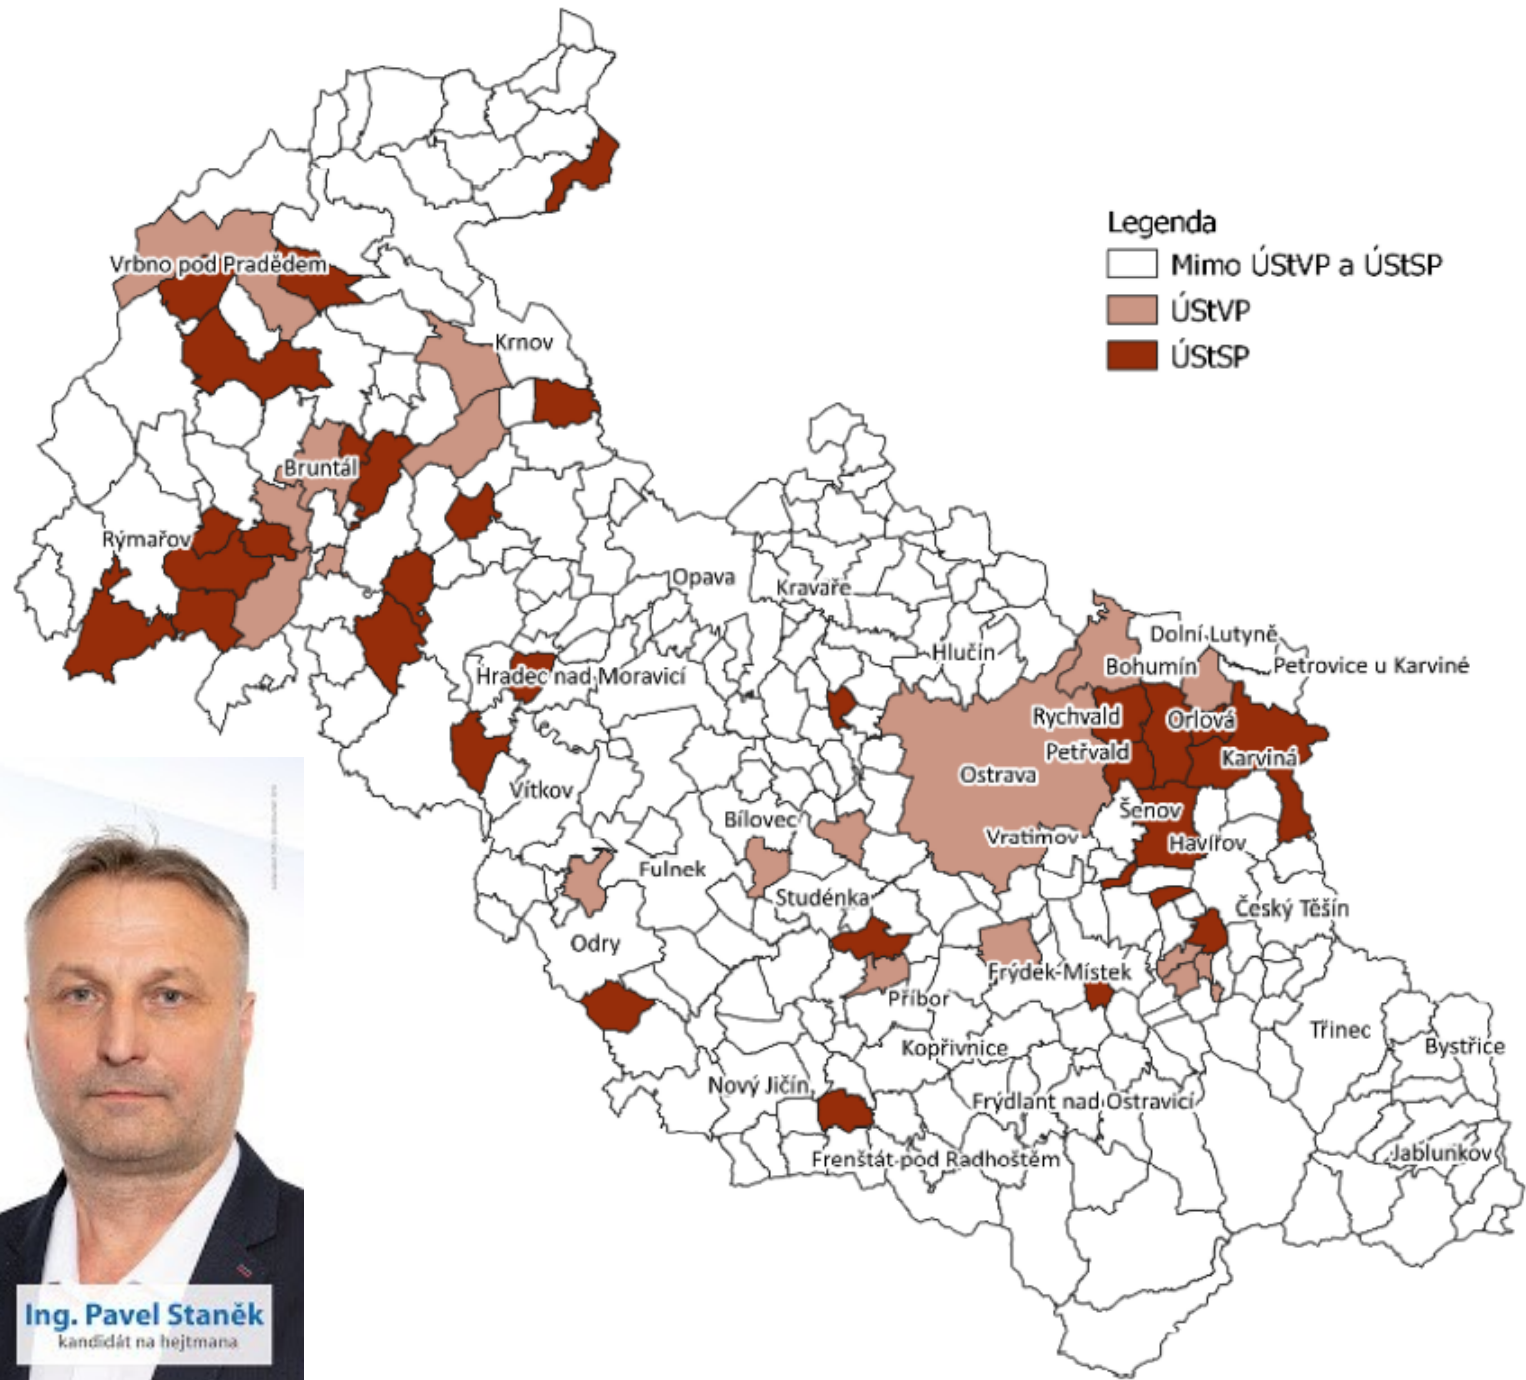 Legenda
Mimo ÚStVP a ÚStSP
ÚStVP
ÚStSP
Vrbno pod Pradědem
Krnov
Bruntál
Rýmařov
Opava
Kravaře
Hlučín
Dolní Lutyně
Bohumín
Petrovice u Karviné
Hradec nad Moravicí
Rychvald
Orlová
Petřvald
Karviná
Ostrava
Vítkov
Šenov
Bílovec
Vratimov
Havířov
Fulnek
Studénka
Český Těšín
Odry
Frýdek-Místek
Příbor
Třinec
Kopřivnice
Bystřice
Nový Jičín
Frýdlant nad Ostravicí
Jablunkov
Frenštát pod Radhoštěm
Ing. Pavel Staněk
kandidát na hejtmana